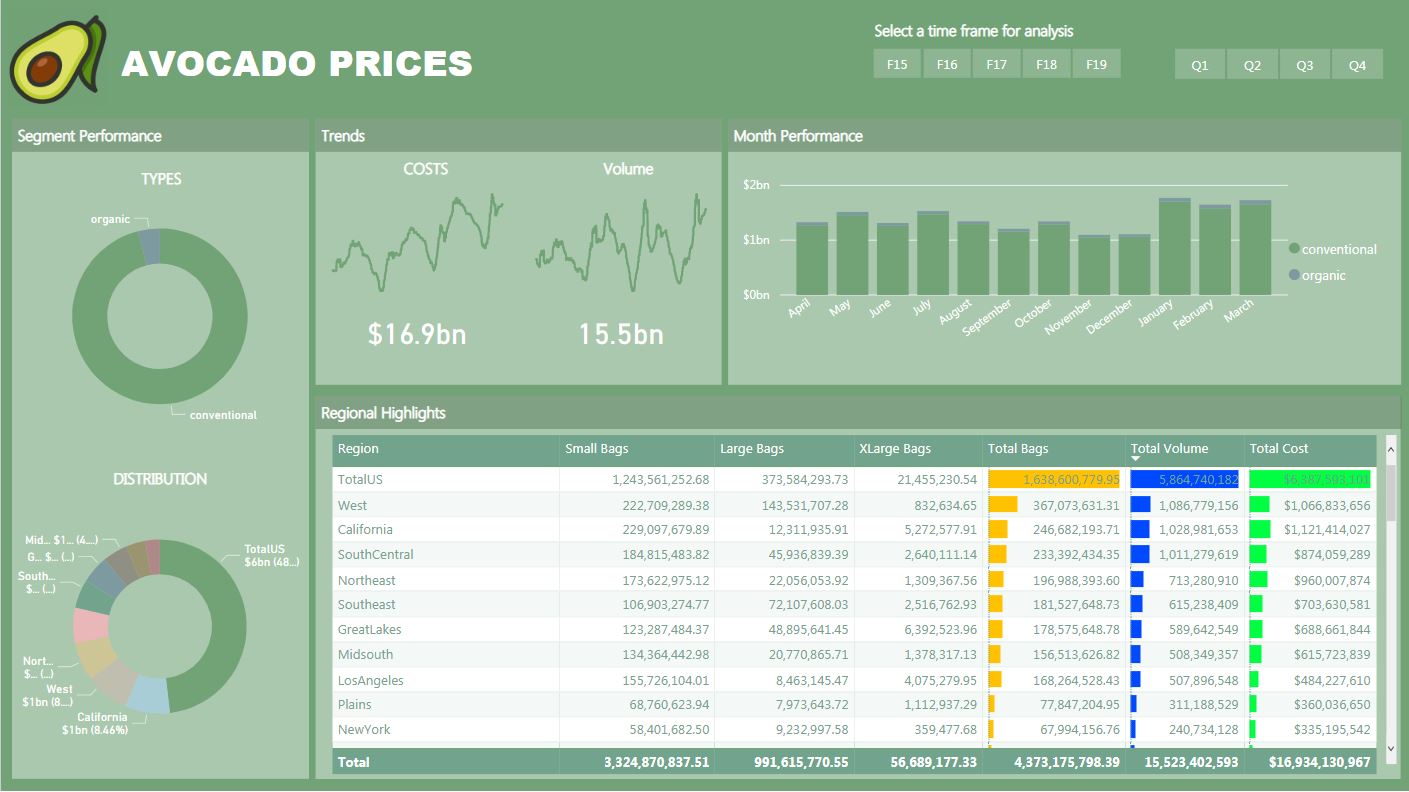 AVOCADO PRICES
Select a time frame for analysis
F15 F16 F17 F18 F19 Q1 Q2 Q3 Q4
Segment Performance
TYPES
organic
conventional
DISTRIBUTION
Mid... $1... (4....)
G... $... (...)
South...
$... (...)
Nort...
$... (...)
West
$1bn (8....)
California
$1bn (8.46%)
TotalUS
$6bn (48...)
Trends
COSTS Volume
$16.9bn 15.5bn
Month Performance
$2bn
$1bn
$0bn
April May June July August September October November December January February March
conventional
organic
Regional Highlights
Region Small Bags Large Bags XLarge Bags Total Bags Total Volume Total Cost
TotalUS 1,243,561,252.68 373,584,293.73 21,455,230.54 1,638,600,779.95 5,864,740,182 $6,387,593,101
West 222,709,289.38 143,531,707.28 832,634.65 367,073,631.31 1,086,779,156 $1,066,833,656
California 229,097,679.89 12,311,935.91 5,272,577.91 246,682,193.71 1,028,981,653 $1,121,414,027
SouthCentral 184,815,483.82 45,936,839.39 2,640,111.14 233,392,434.35 1,011,279,619 $874,059,289
Northeast 173,622,975.12 22,056,053.92 1,309,367.56 196,988,393.60 713,280,910 $960,007,874
Southeast 106,903,274.77 72,107,608.03 2,516,762.93 181,527,648.73 615,238,409 $703,630,581
GreatLakes 123,287,484.37 48,895,641.45 6,392,523.96 178,575,648.78 589,642,549 $688,661,844
Midsouth 134,364,442.98 20,770,865.71 1,378,317.13 156,513,626.82 508,349,357 $615,723,839
LosAngeles 155,726,104.01 8,463,145.47 4,075,279.95 168,264,528.43 507,896,548 $484,227,610
Plains 68,760,623.94 7,973,643.72 1,112,937.29 77,847,204.95 311,188,529 $360,036,650
NewYork 58,401,682.50 9,232,997.58 359,477.68 67,994,156.76 240,734,128 $335,195,542
Total 3,324,870,837.51 991,615,770.55 56,689,177.33 4,373,175,798.39 15,523,402,593 $16,934,130,967